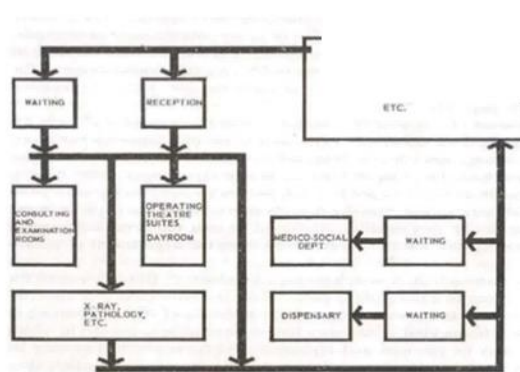 ETC.
WAITING
RECEPTION
CONSULTING
AND
EXAMINATION
ROOMS
OPERATING
THEATRE
SUITES
DAYROOM
MEDICO-SOCIAL
DEPT.
WAITING
X-RAY,
PATHOLOGY,
ETC.
DISPENSARY
WAITING